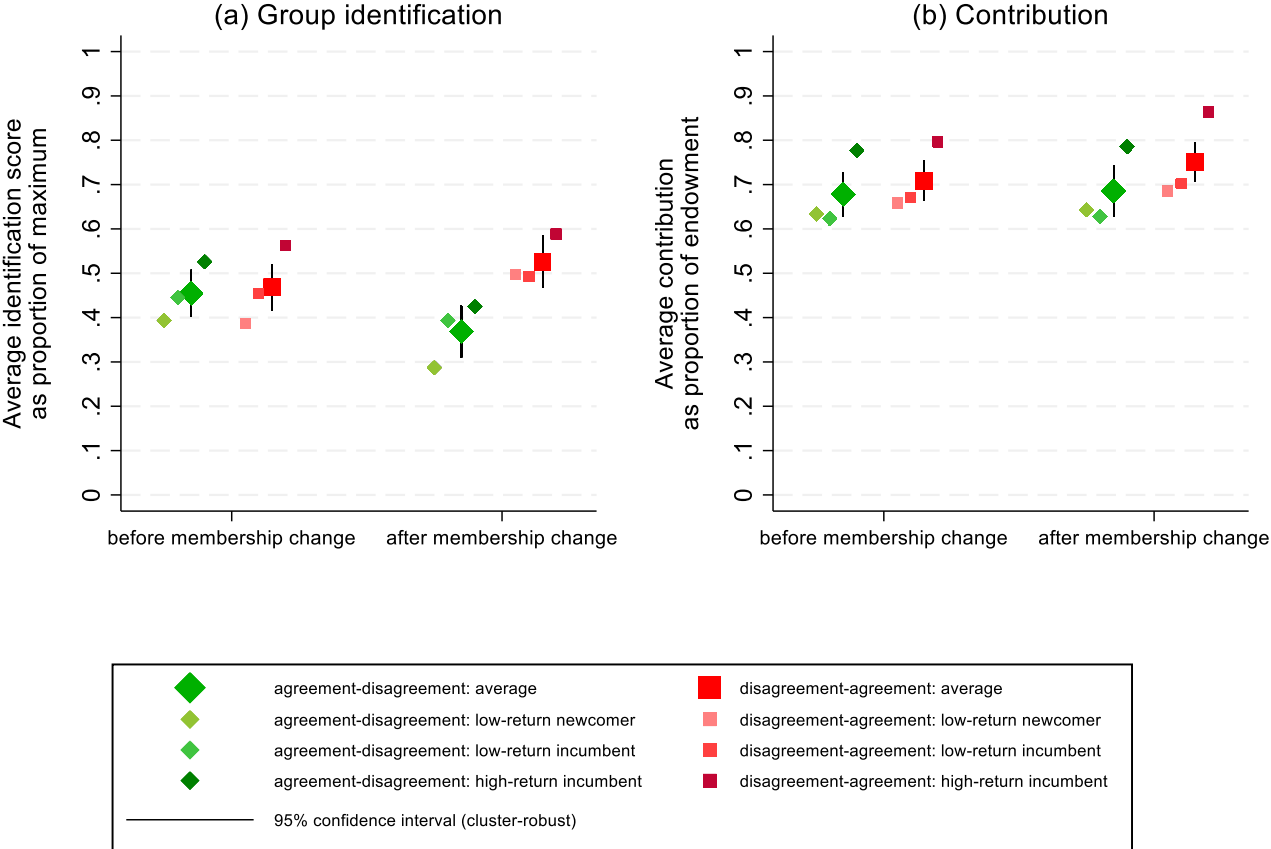 (a) Group identification
Average identification score
as proportion of maximum
1
.9
.8
.7
.6
.5
.4
.3
.2
.1
0
before membership change
after membership change
(b) Contribution
Average contribution
as proportion of endowment
1
.9
.8
.7
.6
.5
.4
.3
.2
.1
0
before membership change
after membership change
agreement-disagreement: average
disagreement-agreement: average
agreement-disagreement: low-return newcomer
disagreement-agreement: low-return newcomer
agreement-disagreement: low-return incumbent
disagreement-agreement: low-return incumbent
agreement-disagreement: high-return incumbent
disagreement-agreement: high-return incumbent
95% confidence interval (cluster-robust)